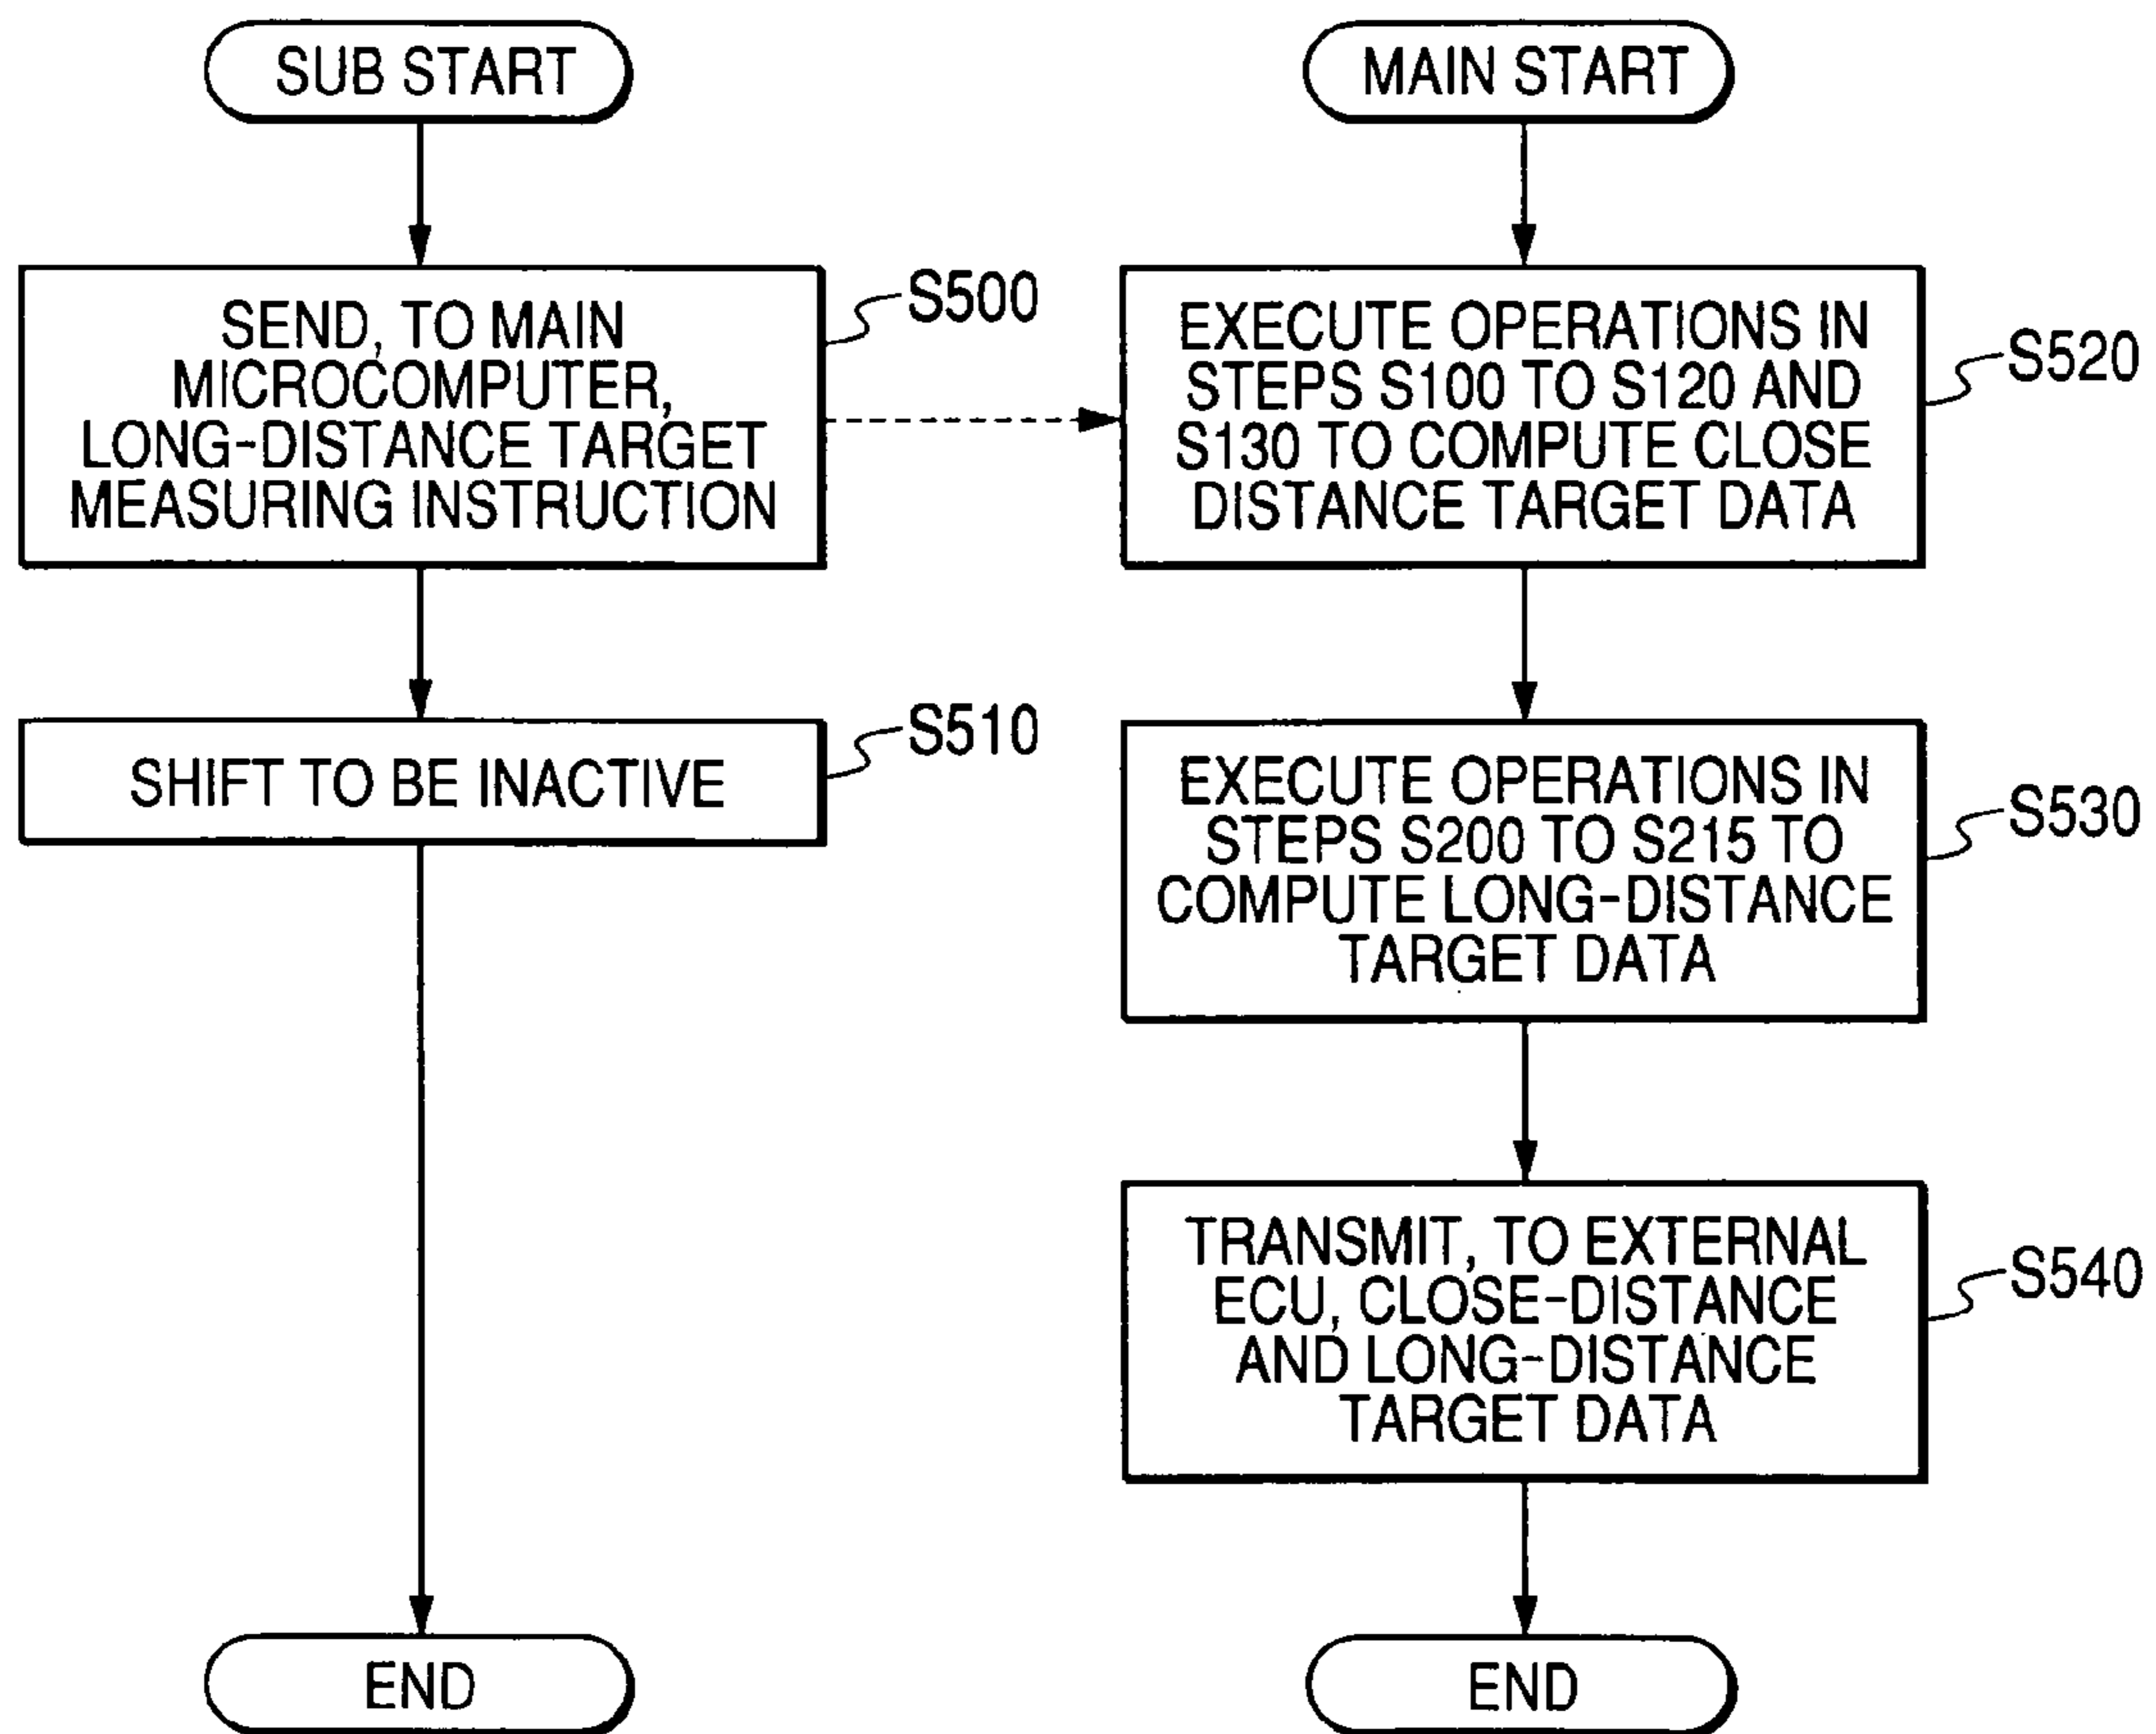 SUB START
SEND, TO MAIN
MICROCOMPUTER,
LONG-DISTANCE TARGET
MEASURING INSTRUCTION
S500
SHIFT TO BE INACTIVE
S510
END
MAIN START
EXECUTE OPERATIONS IN
STEPS S100 TO S120 AND
S130 TO COMPUTE CLOSE
DISTANCE TARGET DATA
S520
EXECUTE OPERATIONS IN
STEPS S200 TO S215 TO
COMPUTE LONG-DISTANCE
TARGET DATA
S530
TRANSMIT, TO EXTERNAL
ECU, CLOSE-DISTANCE
AND LONG-DISTANCE
TARGET DATA
S540
END